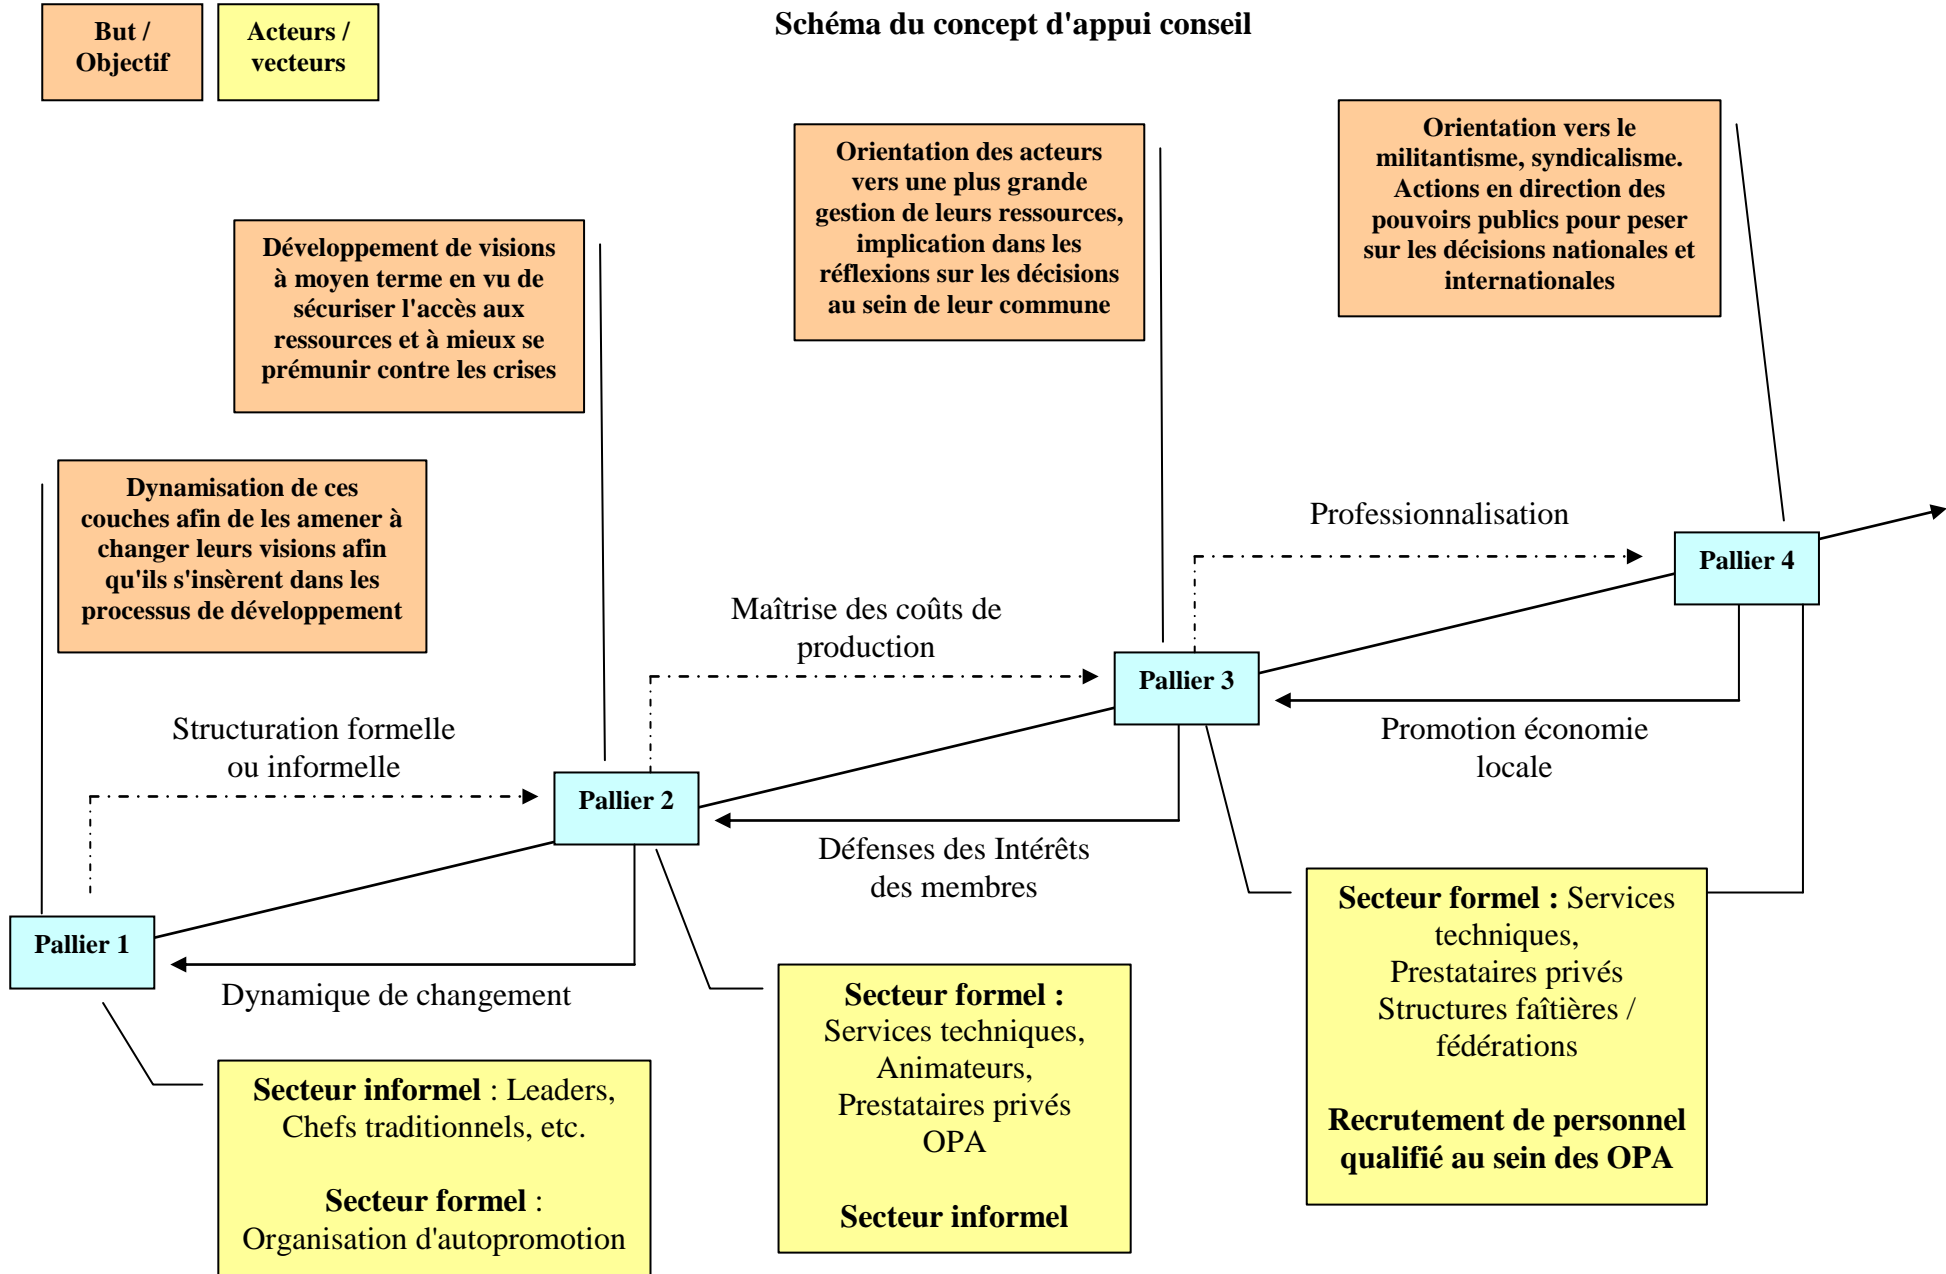 But /
Objectif
Acteurs /
vecteurs
Schéma du concept d'appui conseil
Orientation vers le
militantisme, syndicalisme.
Actions en direction des
pouvoirs publics pour peser
sur les décisions nationales et
internationales
Orientation des acteurs
vers une plus grande
gestion de leurs ressources,
implication dans les
réflexions sur les décisions
au sein de leur commune
Développement de visions
à moyen terme en vu de
sécuriser l'accès aux
ressources et à mieux se
prémunir contre les crises
Dynamisation de ces
couches afin de les amener à
changer leurs visions afin
qu'ils s'insèrent dans les
processus de développement
Professionnalisation
Pallier 4
Maîtrise des coûts de
production
Pallier 3
Structuration formelle
ou informelle
Promotion économie
locale
Pallier 2
Défenses des Intérêts
des membres
Pallier 1
Dynamique de changement
Secteur informel : Leaders,
Chefs traditionnels, etc.
Secteur formel :
Organisation d'autopromotion
Secteur formel :
Services techniques,
Animateurs,
Prestataires privés
OPA
Secteur informel
Secteur formel : Services
techniques,
Prestataires privés
Structures faîtières /
fédérations
Recrutement de personnel
qualifié au sein des OPA